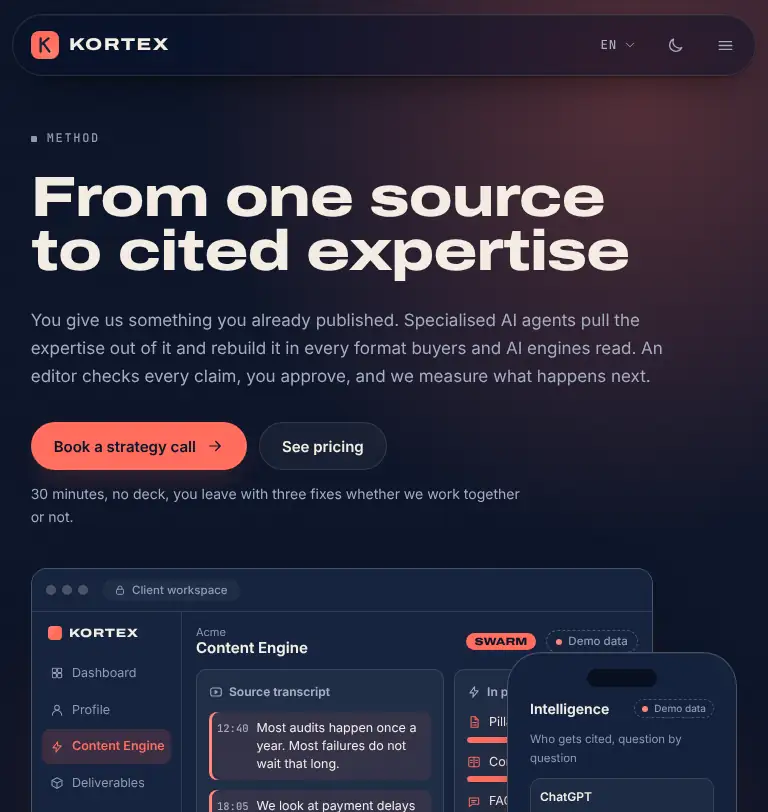 KORTEX
EN
METHOD
From one source
to cited expertise
You give us something you already published. Specialised AI agents pull the
expertise out of it and rebuild it in every format buyers and AI engines read. An
editor checks every claim, you approve, and we measure what happens next.
Book a strategy call
See pricing
30 minutes, no deck, you leave with three fixes whether we work together
or not.
Client workspace
KORTEX
Dashboard
Profile
Content Engine
Deliverables
Acme
Content Engine
SWARM
Demo data
Source transcript
12:40 Most audits happen once a
year. Most failures do not
wait that long.
18:05 We look at payment delays
In p
Pill
Co
FAQ
Intelligence
Demo data
Who gets cited, question by
question
ChatGPT